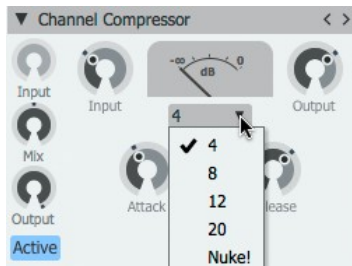 ▼ Channel Compressor < >
-∞ 0
dB
Input
Input
Output
4 ▼
Mix
✔ 4
8
Attack
lease
12
Output
20
Active
Nuke!